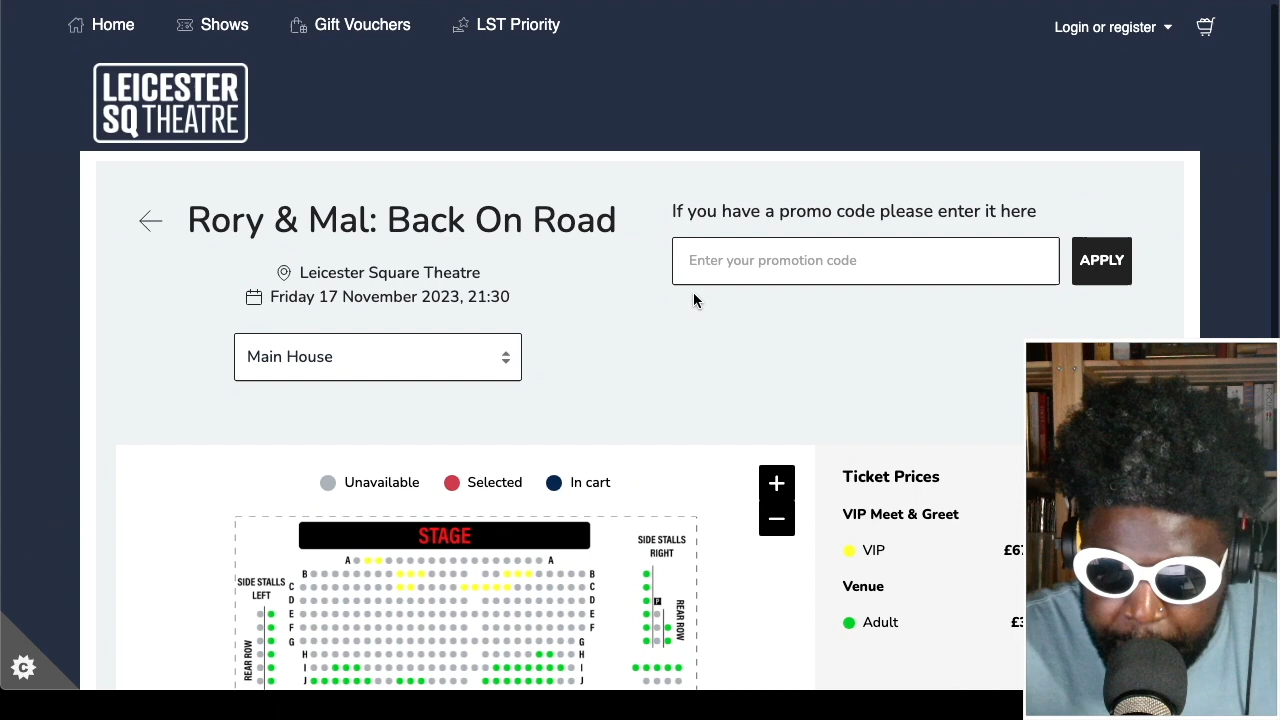 Home
Shows
Gift Vouchers
LST Priority
Login or register
LEICESTER
SQ THEATRE
Rory & Mal: Back On Road
Leicester Square Theatre
Friday 17 November 2023, 21:30
Main House
If you have a promo code please enter it here
Enter your promotion code
APPLY
Unavailable
Selected
In cart
+
−
STAGE
SIDE STALLS
LEFT
REAR ROW
SIDE STALLS
RIGHT
REAR ROW
A A
B B
C C
D D
E E
F F
G G
H H
I I
J J
Ticket Prices
VIP Meet & Greet
VIP £67
Venue
Adult £3
C